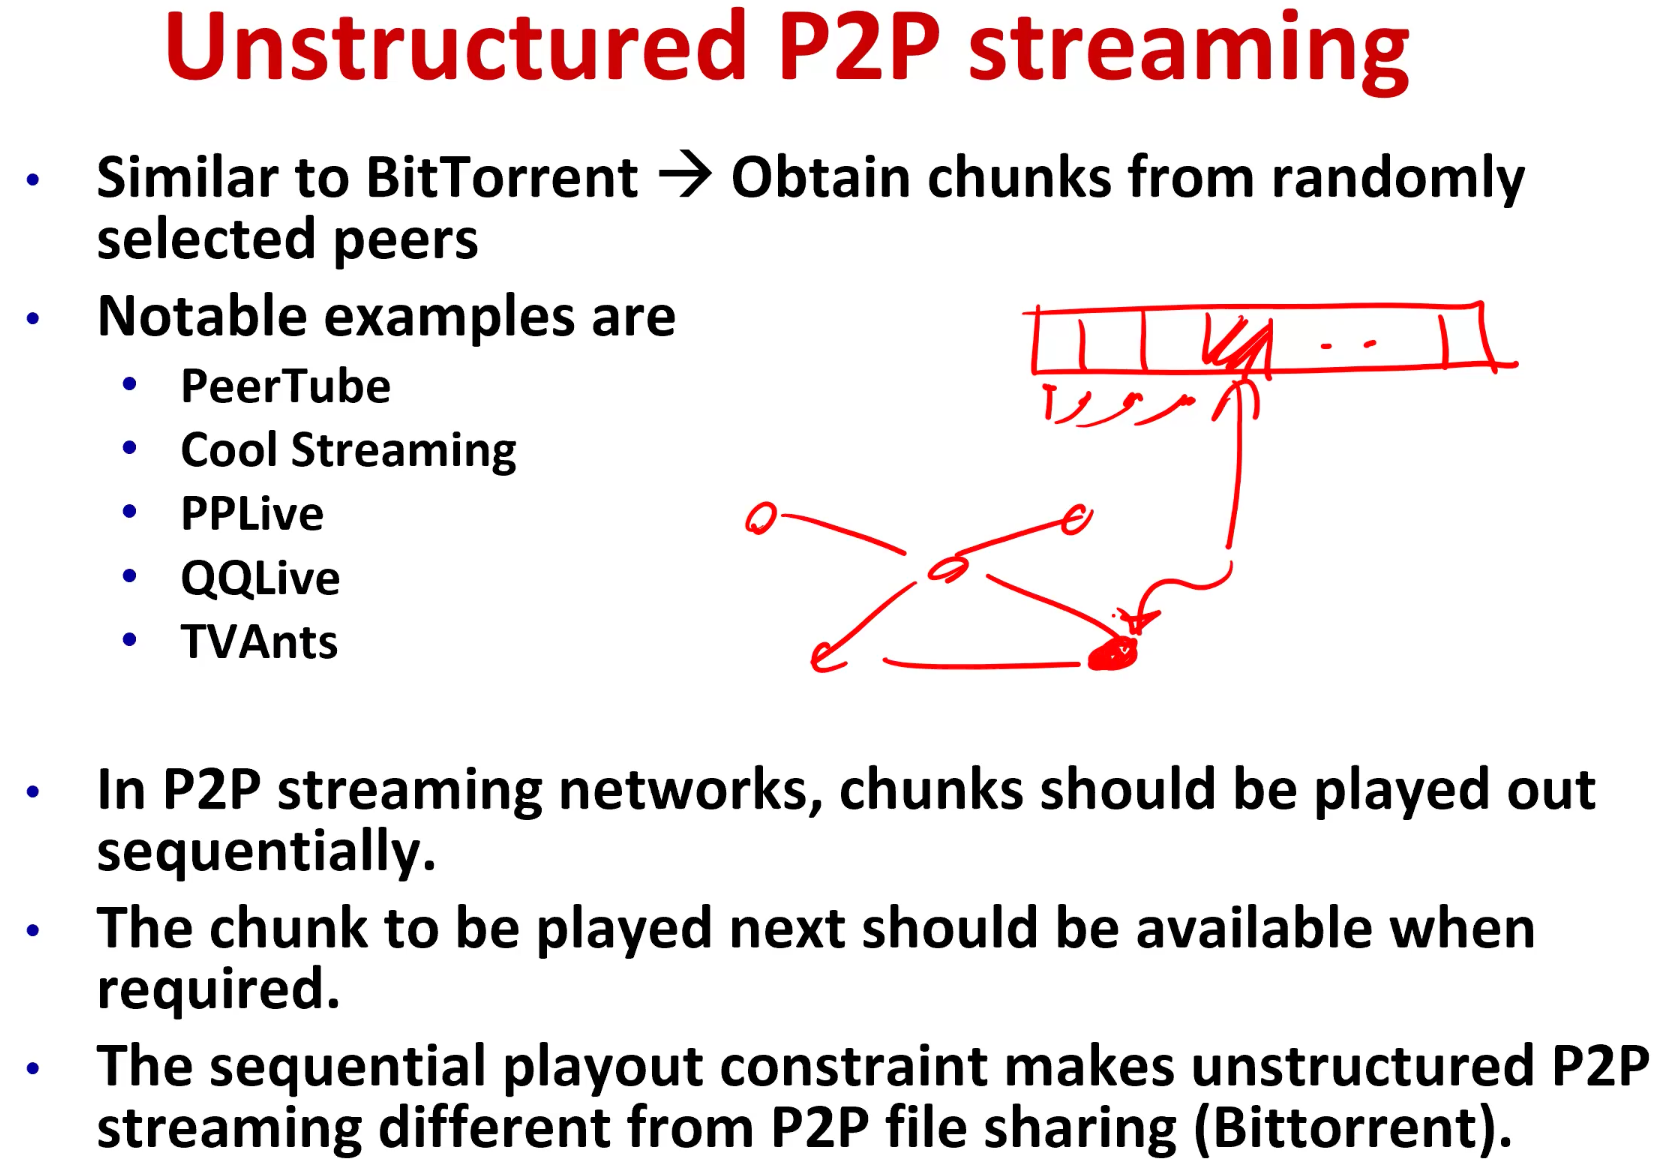 Unstructured P2P streaming
• Similar to BitTorrent → Obtain chunks from randomly
selected peers
• Notable examples are
• PeerTube
• Cool Streaming
• PPLive
• QQLive
• TVAnts
• In P2P streaming networks, chunks should be played out
sequentially.
• The chunk to be played next should be available when
required.
• The sequential playout constraint makes unstructured P2P
streaming different from P2P file sharing (Bittorrent).